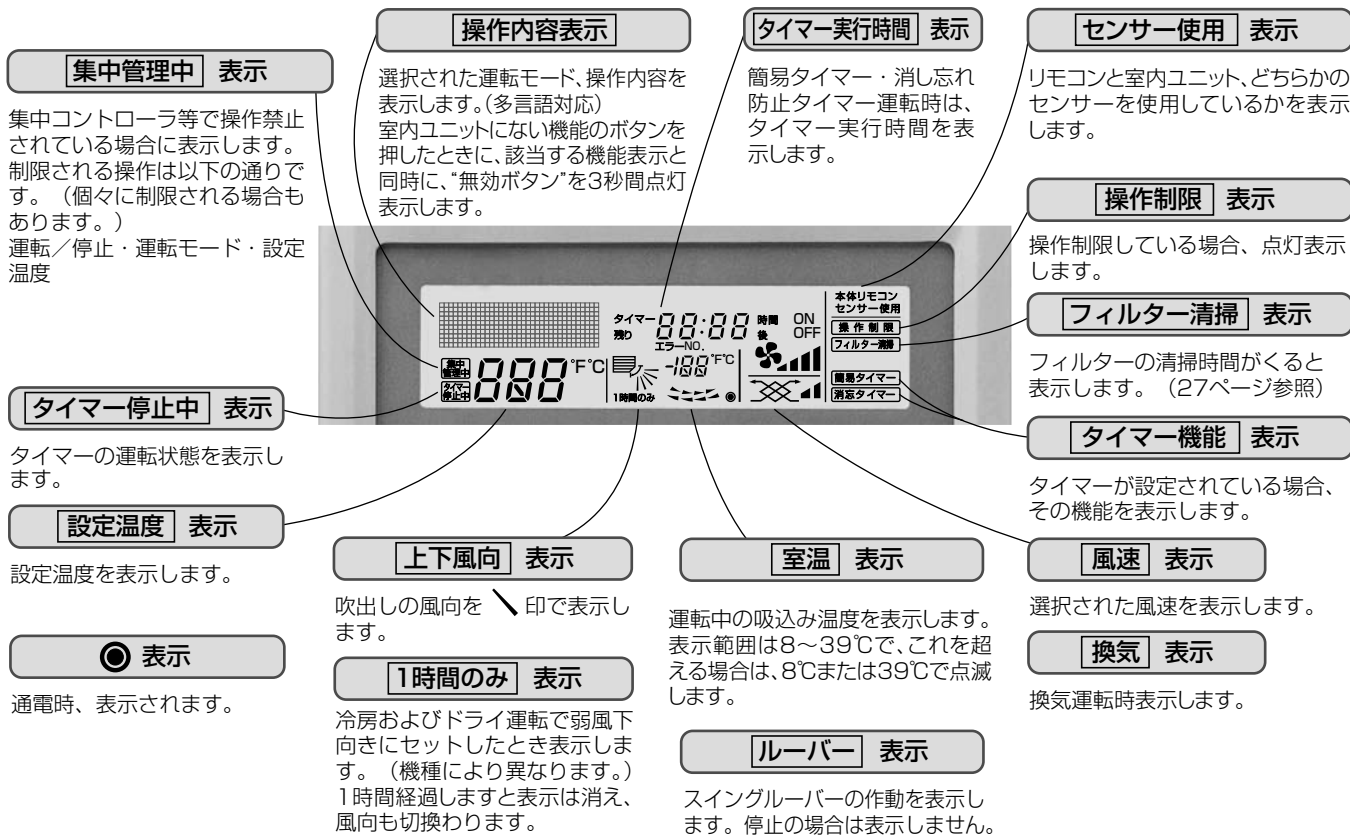 集中管理中 表示
集中コントローラ等で操作禁止
されている場合に表示します。
制限される操作は以下の通りで
す。（個々に制限される場合も
あります。）
運転／停止・運転モード・設定
温度
操作内容表示
選択された運転モード、操作内容を
表示します。（多言語対応）
室内ユニットにない機能のボタンを
押したときに、該当する機能表示と
同時に、“無効ボタン”を3秒間点灯
表示します。
タイマー実行時間 表示
簡易タイマー・消し忘れ
防止タイマー運転時は、
タイマー実行時間を表
示します。
センサー使用 表示
リモコンと室内ユニット、どちらかの
センサーを使用しているかを表示
します。
操作制限 表示
操作制限している場合、点灯表示
します。
フィルター清掃 表示
フィルターの清掃時間がくると
表示します。（27ページ参照）
タイマー機能 表示
タイマーが設定されている場合、
その機能を表示します。
タイマー 88:88 時間 ON
残り 後 OFF
エラーNO.
本体リモコン
センサー使用
操作制限
フィルター清掃
簡易タイマー
消忘タイマー
集中
管理中
タイマー
停止中
888 °F°C
-188 °F°C
1時間のみ
タイマー停止中 表示
タイマーの運転状態を表示し
ます。
設定温度 表示
設定温度を表示します。
◉ 表示
通電時、表示されます。
上下風向 表示
吹出しの風向を 印で表示し
ます。
1時間のみ 表示
冷房およびドライ運転で弱風下
向きにセットしたとき表示しま
す。（機種により異なります。）
1時間経過しますと表示は消え、
風向も切換わります。
室温 表示
運転中の吸込み温度を表示します。
表示範囲は8～39℃で、これを超
える場合は、8℃または39℃で点滅
します。
ルーバー 表示
スイングルーバーの作動を表示し
ます。停止の場合は表示しません。
風速 表示
選択された風速を表示します。
換気 表示
換気運転時表示します。